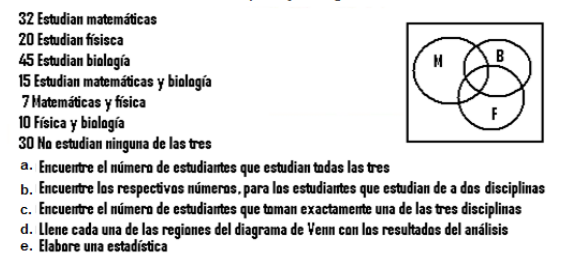 32 Estudian matemáticas
20 Estudian físisca
45 Estudian biología
15 Estudian matemáticas y biología
7 Matemáticas y física
10 Física y biología
30 No estudian ninguna de las tres
M
B
F
a. Encuentre el número de estudiantes que estudian todas las tres
b. Encuentre los respectivos números, para los estudiantes que estudian de a dos disciplinas
c. Encuentre el número de estudiantes que toman exactamente una de las tres disciplinas
d. Llene cada una de las regiones del diagrama de Venn con los resultados del análisis
e. Elabore una estadística